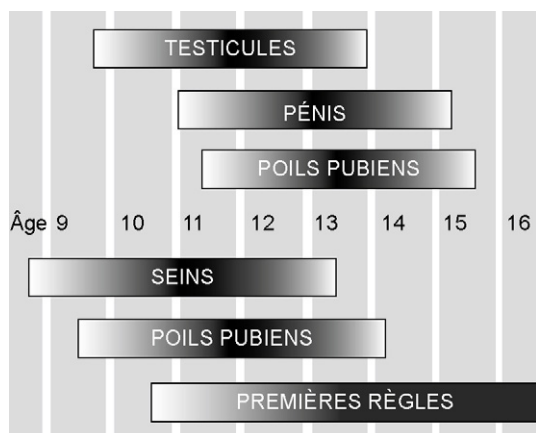 TESTICULES
PÉNIS
POILS PUBIENS
Âge 9 10 11 12 13 14 15 16
SEINS
POILS PUBIENS
PREMIÈRES RÈGLES